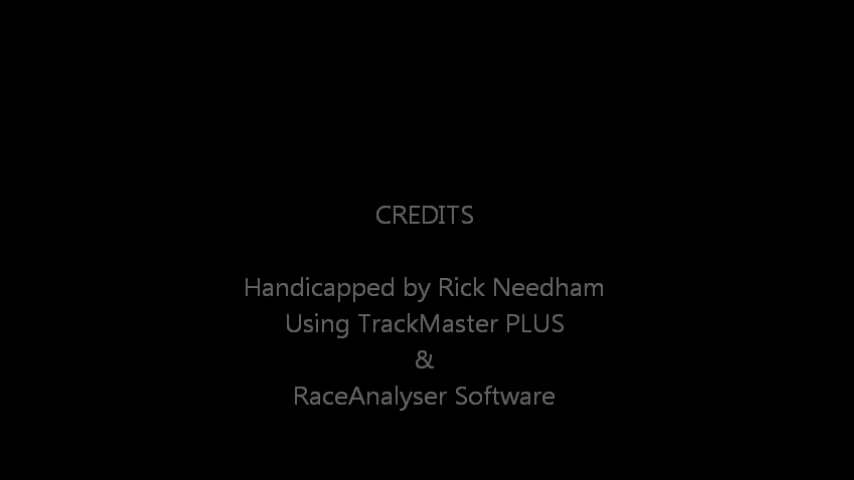 CREDITS
Handicapped by Rick Needham
Using TrackMaster PLUS
&
RaceAnalyser Software